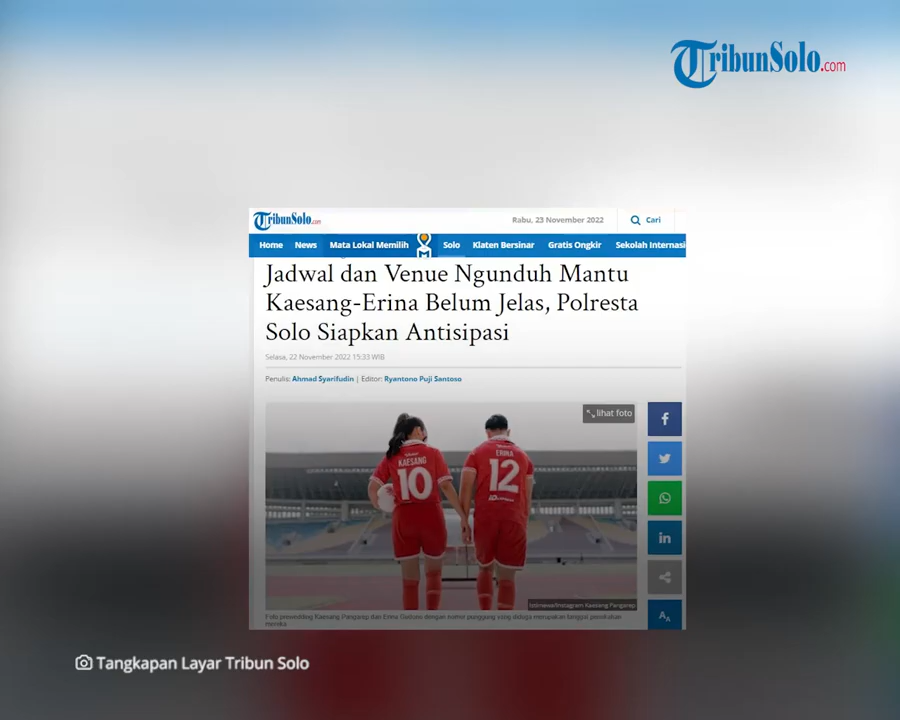 TribunSolo.com
TribunSolo.com
Rabu, 23 November 2022
Cari
Home News Mata Lokal Memilih Solo Klaten Bersinar Gratis Ongkir Sekolah Internasi
Jadwal dan Venue Ngunduh Mantu
Kaesang-Erina Belum Jelas, Polresta
Solo Siapkan Antisipasi
Selasa, 22 November 2022 15:33 WIB
Penulis: Ahmad Syarifudin | Editor: Ryantono Puji Santoso
lihat foto
KAESANG
10
ERINA
12
Istimewa/Instagram Kaesang Pangarep
Foto prewedding Kaesang Pangarep dan Erina Gudono dengan nomor punggung yang diduga merupakan tanggal pernikahan
mereka.
AA
Tangkapan Layar Tribun Solo